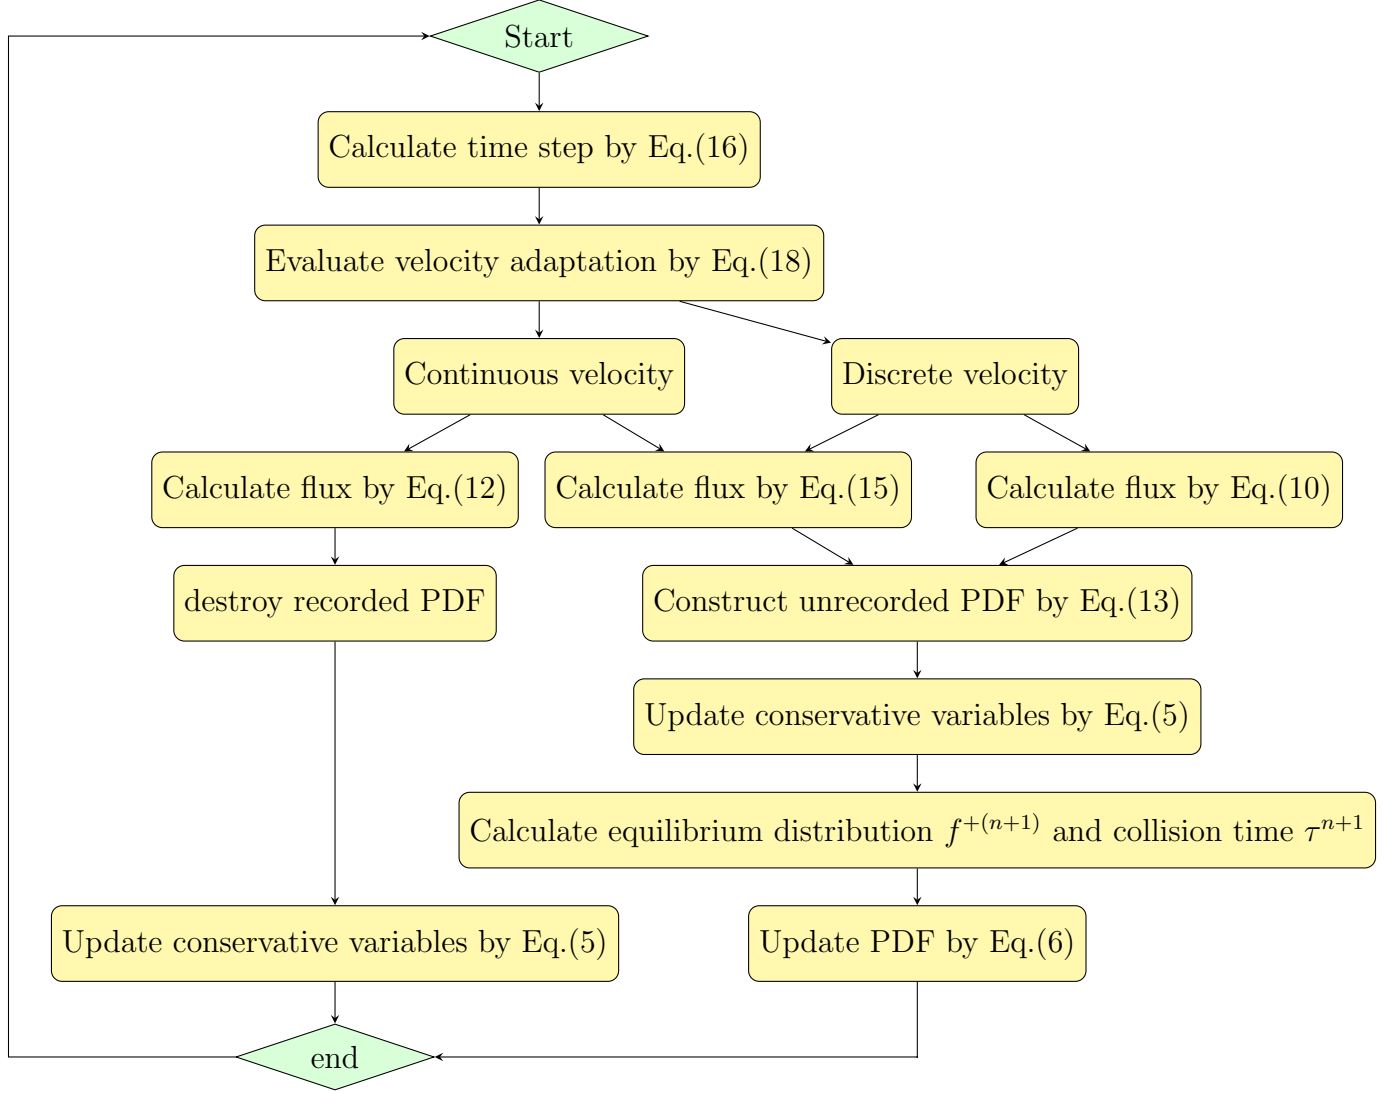 Start
Calculate time step by Eq.(16)
Evaluate velocity adaptation by Eq.(18)
Continuous velocity
Discrete velocity
Calculate flux by Eq.(12)
Calculate flux by Eq.(15)
Calculate flux by Eq.(10)
destroy recorded PDF
Construct unrecorded PDF by Eq.(13)
Update conservative variables by Eq.(5)
Calculate equilibrium distribution $f^{+(n+1)}$ and collision time $\tau^{n+1}$
Update conservative variables by Eq.(5)
Update PDF by Eq.(6)
end